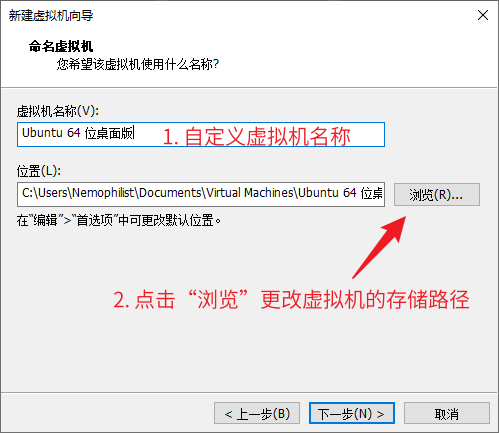 新建虚拟机向导
命名虚拟机
您希望该虚拟机使用什么名称?
虚拟机名称(V):
Ubuntu 64 位桌面版
1. 自定义虚拟机名称
位置(L):
C:\Users\Nemophilist\Documents\Virtual Machines\Ubuntu 64 位桌
浏览(R)...
在“编辑”>“首选项”中可更改默认位置。
2. 点击“浏览”更改虚拟机的存储路径
< 上一步(B)
下一步(N) >
取消